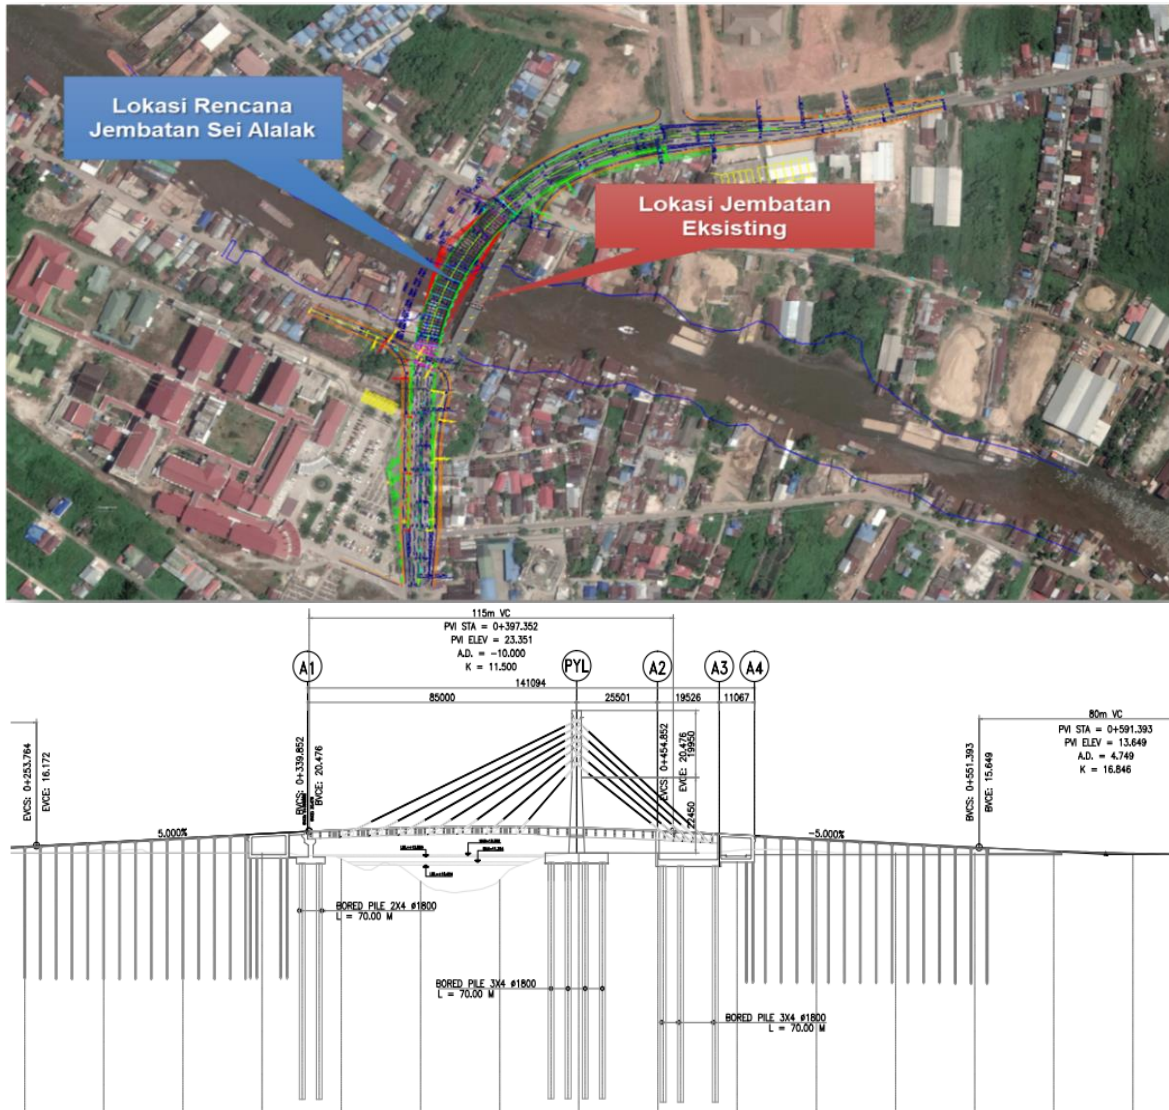 Lokasi Rencana
Jembatan Sei Alalak
Lokasi Jembatan
Eksisting
115m VC
PVI STA = 0+397.352
PVI ELEV = 23.351
A.D. = -10.000
K = 11.500
A1
PYL
A2
A3
A4
141094
85000
25501
19526
11067
80m VC
PVI STA = 0+591.393
PVI ELEV = 13.649
A.D. = 4.749
K = 16.846
EVCS: 0+253.764
EVCE: 16.172
BVCS: 0+339.852
BVCE: 20.476
EVCS: 0+454.852
EVCE: 20.476
19950
22450
BVCS: 0+551.393
BVCE: 15.649
5.000%
-5.000%
BORED PILE 2X4 ø1800
L = 70.00 M
BORED PILE 3X4 ø1800
L = 70.00 M
BORED PILE 3X4 ø1800
L = 70.00 M